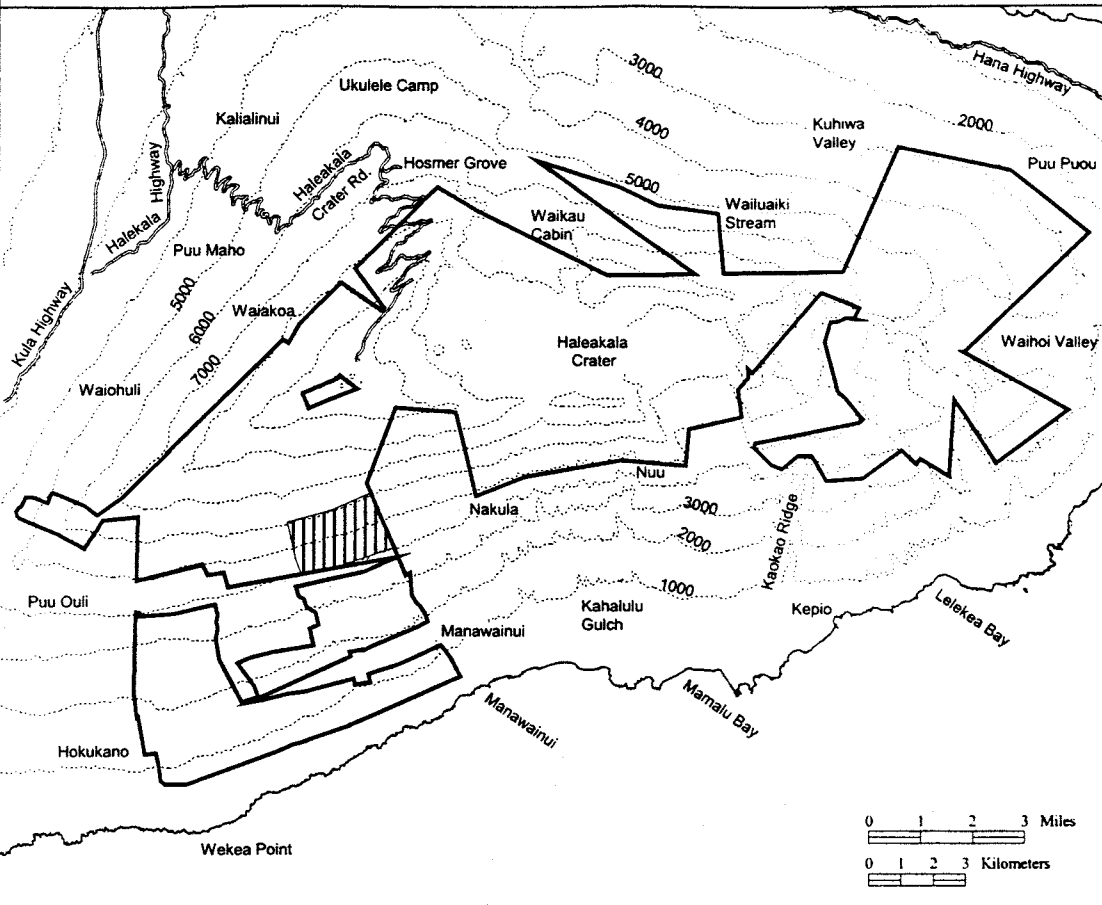 Hana Highway
3000
Ukulele Camp
Kalialinui
4000
Kuhiwa
Valley
2000
Highway
Haleakala
Crater Rd.
Hosmer Grove
5000
Puu Puou
Halekala
Waikau
Cabin
Wailuaiki
Stream
Puu Maho
5000
Kula Highway
6000
Waiakoa
7000
Haleakala
Crater
Waihoi Valley
Waiohuli
Nuu
Nakula
3000
2000
Kaokao Ridge
1000
Puu Ouli
Kahalulu
Gulch
Kepio
Lelekea Bay
Manawainui
Manawainui
Mamalu Bay
Hokukano
Wekea Point
0 1 2 3 Miles
0 1 2 3 Kilometers